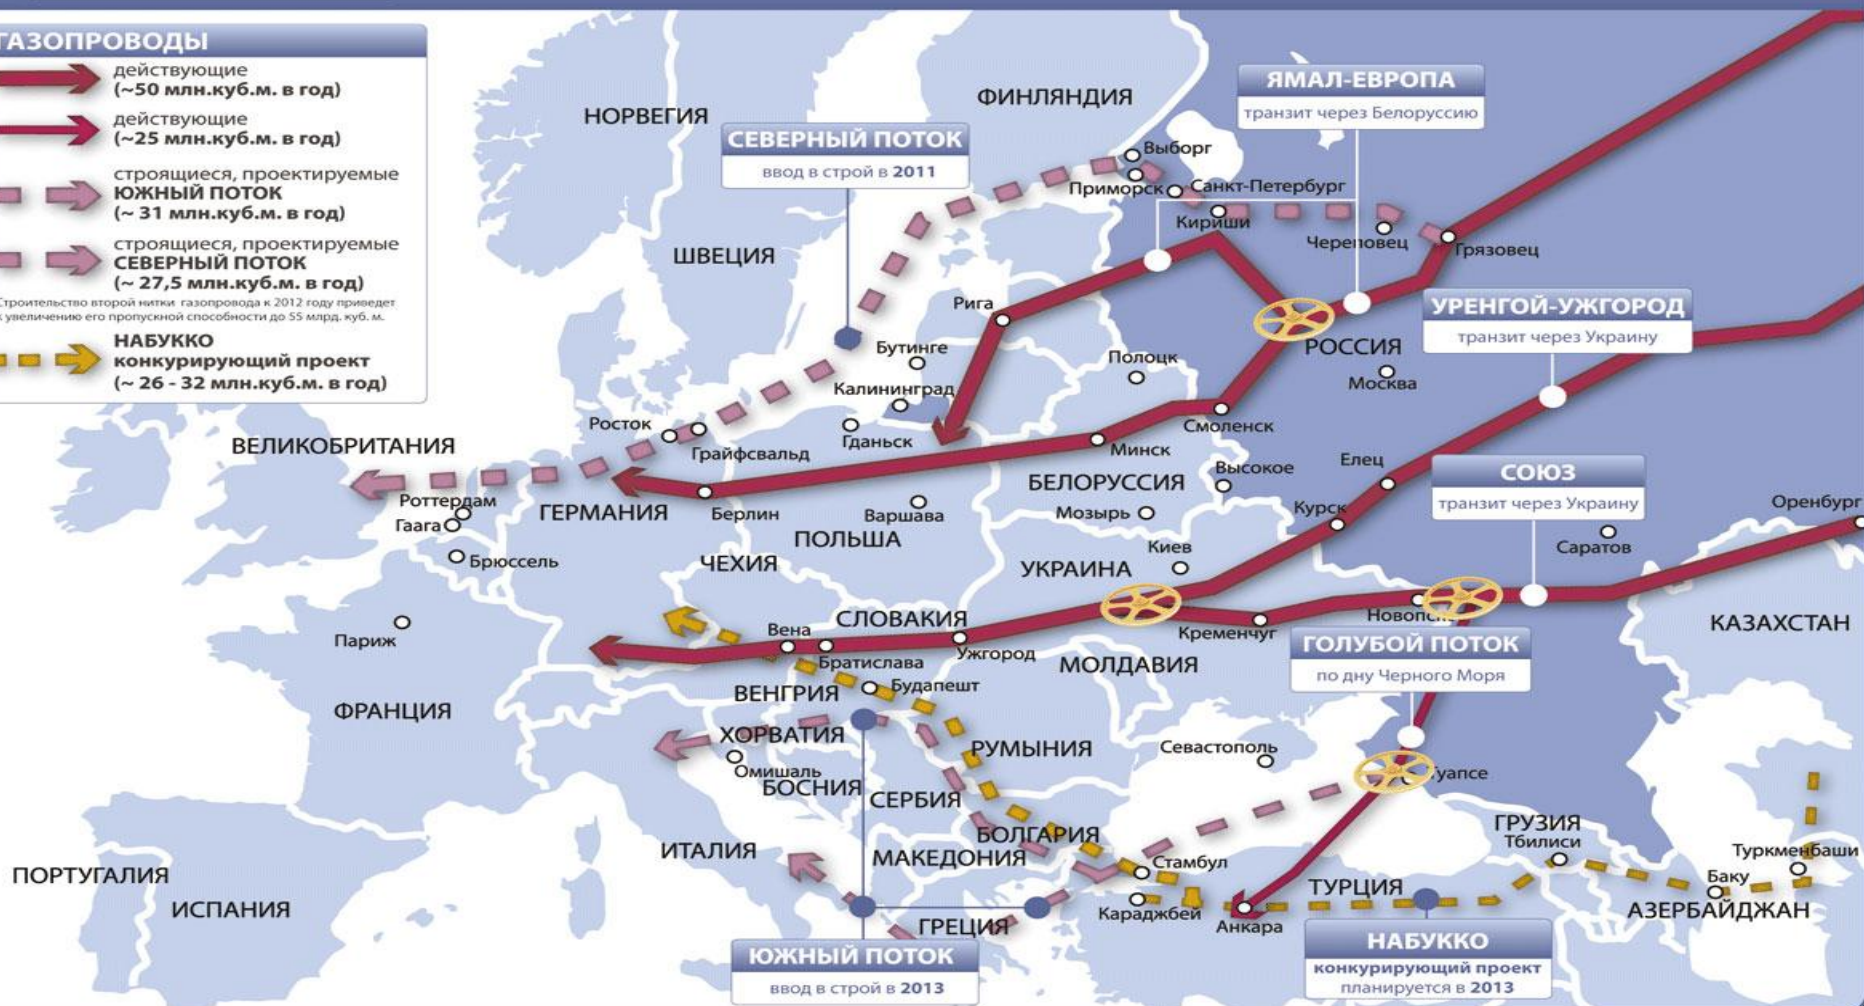 ГАЗОПРОВОДЫ
действующие
(~50 млн.куб.м. в год)
действующие
(~25 млн.куб.м. в год)
строящиеся, проектируемые
ЮЖНЫЙ ПОТОК
(~ 31 млн.куб.м. в год)
строящиеся, проектируемые
СЕВЕРНЫЙ ПОТОК
(~ 27,5 млн.куб.м. в год)
Строительство второй нитки газопровода к 2012 году приведет
к увеличению его пропускной способности до 55 млрд. куб. м.
НАБУККО
конкурирующий проект
(~ 26 - 32 млн.куб.м. в год)
НОРВЕГИЯ
ФИНЛЯНДИЯ
ШВЕЦИЯ
СЕВЕРНЫЙ ПОТОК
ввод в строй в 2011
ЯМАЛ-ЕВРОПА
транзит через Белоруссию
Выборг
Приморск
Санкт-Петербург
Кириши
Череповец
Грязовец
УРЕНГОЙ-УЖГОРОД
транзит через Украину
Рига
РОССИЯ
Москва
Бутинге
Полоцк
Калининград
Росток
Гданьск
Грайфсвальд
Смоленск
Минск
ВЕЛИКОБРИТАНИЯ
Высокое
Елец
СОЮЗ
транзит через Украину
БЕЛОРУССИЯ
Роттердам
Гаага
Брюссель
ГЕРМАНИЯ
Берлин
Варшава
ПОЛЬША
Мозырь
Курск
Оренбург
Саратов
Киев
ЧЕХИЯ
УКРАИНА
Париж
СЛОВАКИЯ
Вена
Братислава
Ужгород
Кременчуг
КАЗАХСТАН
ГОЛУБОЙ ПОТОК
по дну Черного Моря
МОЛДАВИЯ
ВЕНГРИЯ
Будапешт
ФРАНЦИЯ
ХОРВАТИЯ
Омишаль
БОСНИЯ
РУМЫНИЯ
Севастополь
Туапсе
СЕРБИЯ
БОЛГАРИЯ
ИТАЛИЯ
МАКЕДОНИЯ
Стамбул
ГРУЗИЯ
Тбилиси
Туркменбаши
Баку
ПОРТУГАЛИЯ
ИСПАНИЯ
ТУРЦИЯ
Караджбей
Анкара
АЗЕРБАЙДЖАН
ГРЕЦИЯ
ЮЖНЫЙ ПОТОК
ввод в строй в 2013
НАБУККО
конкурирующий проект
планируется в 2013